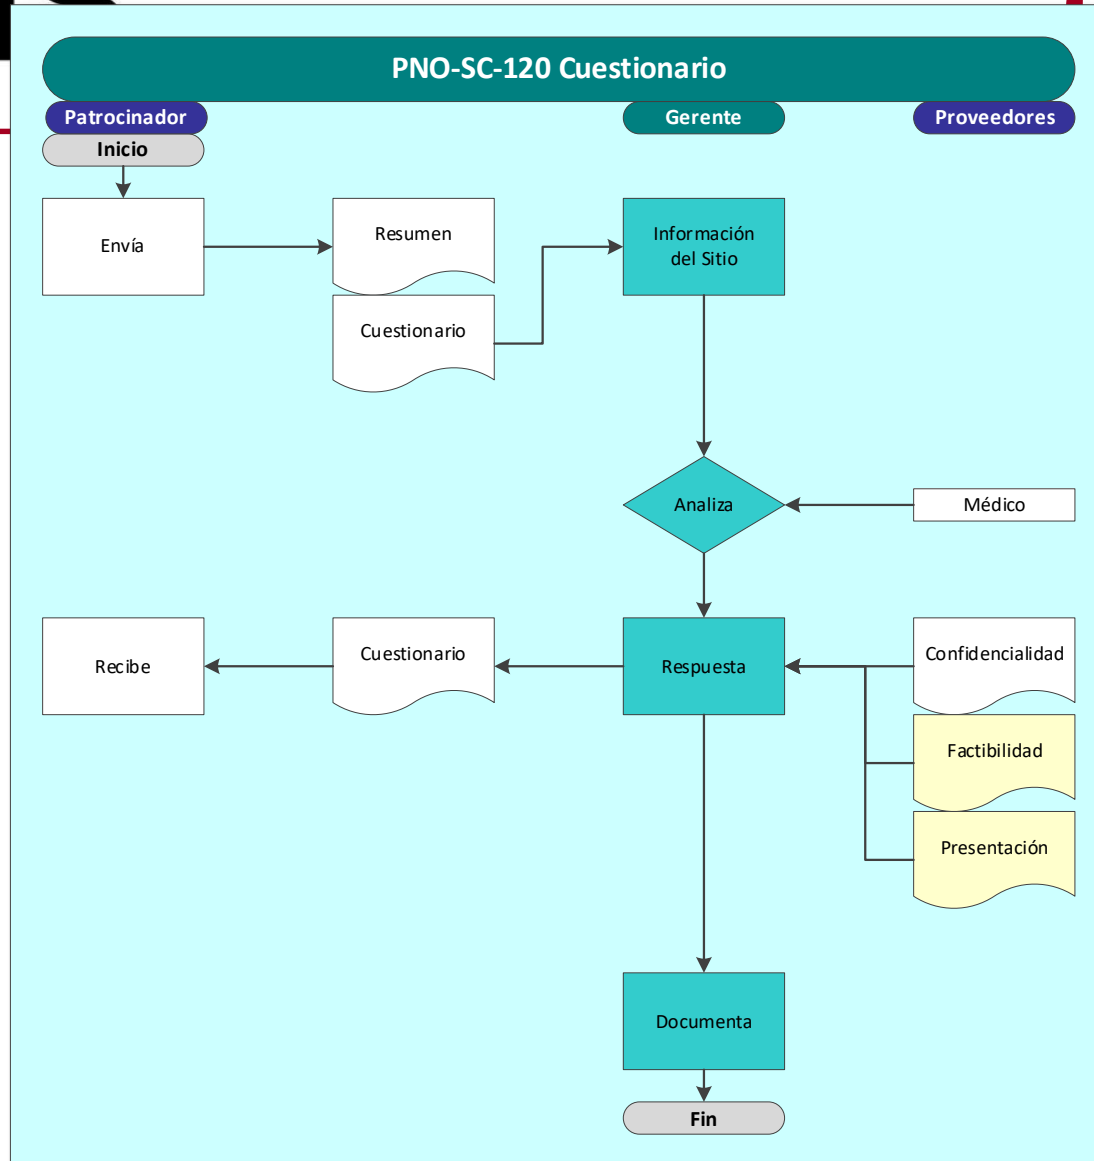 PNO-SC-120 Cuestionario
Patrocinador
Gerente
Proveedores
Inicio
Envía
Resumen
Información
del Sitio
Cuestionario
Analiza
Médico
Recibe
Cuestionario
Respuesta
Confidencialidad
Factibilidad
Presentación
Documenta
Fin